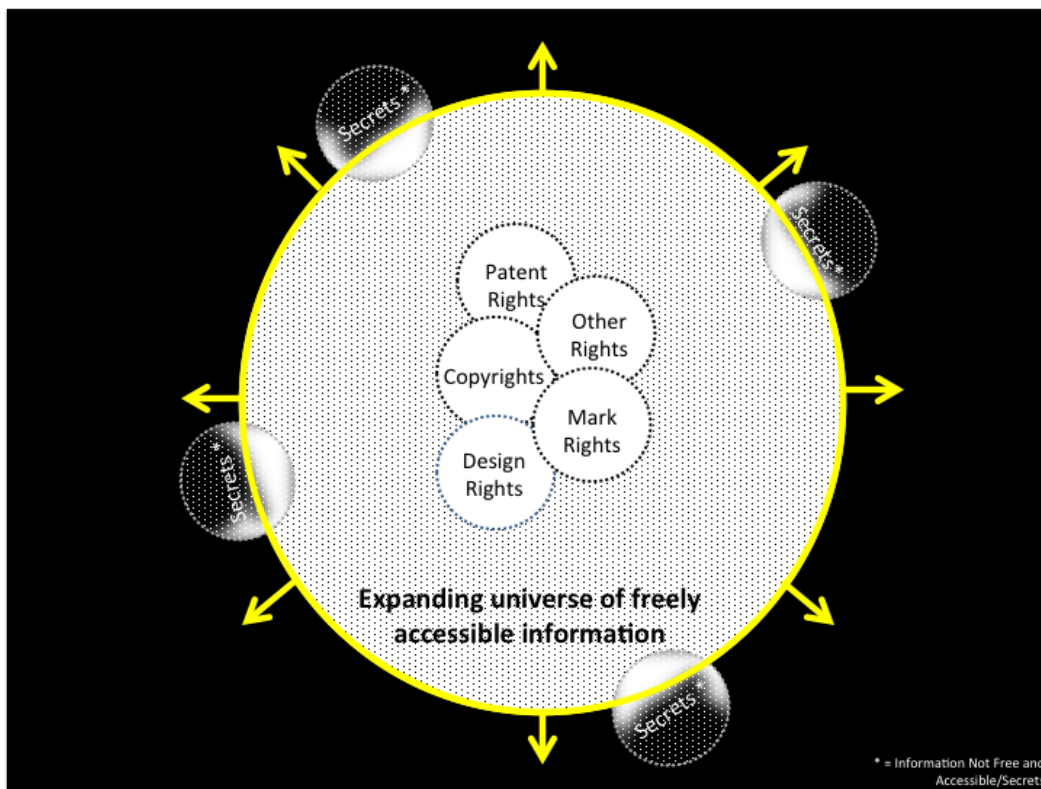 Secrets *
Secrets *
Patent
Rights
Other
Rights
Copyrights
Mark
Rights
Design
Rights
Secrets *
Expanding universe of freely
accessible information
Secrets *
* = Information Not Free and
Accessible/Secrets